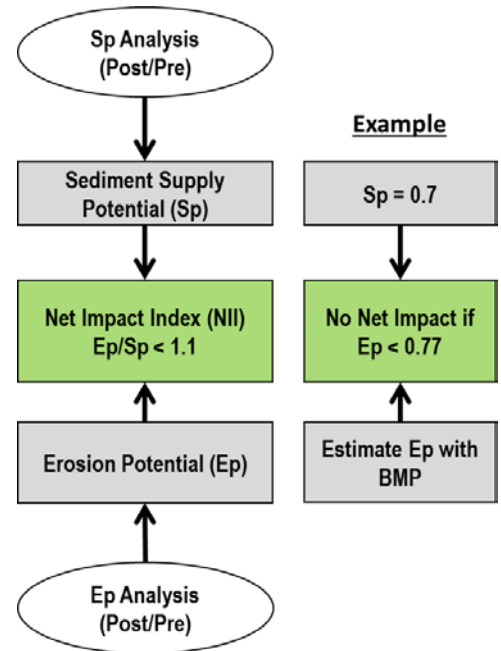 Sp Analysis
(Post/Pre)
Sediment Supply
Potential (Sp)
Net Impact Index (NII)
Ep/Sp < 1.1
Erosion Potential (Ep)
Ep Analysis
(Post/Pre)
Example
Sp = 0.7
No Net Impact if
Ep < 0.77
Estimate Ep with
BMP